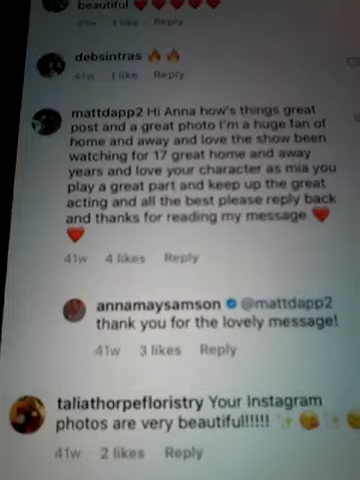 beautiful ❤️❤️❤️❤️❤️
41w 1 like Reply
debsintras 🔥🔥
41w 1 like Reply
mattdapp2 Hi Anna how's things great
post and a great photo I'm a huge fan of
home and away and love the show been
watching for 17 great home and away
years and love your character as mia you
play a great part and keep up the great
acting and all the best please reply back
and thanks for reading my message ❤️
❤️
41w 4 likes Reply
annamaysamson @mattdapp2
thank you for the lovely message!
41w 3 likes Reply
taliathorpefloristry Your Instagram
photos are very beautiful!!!!! ✨😍✨😍
41w 2 likes Reply